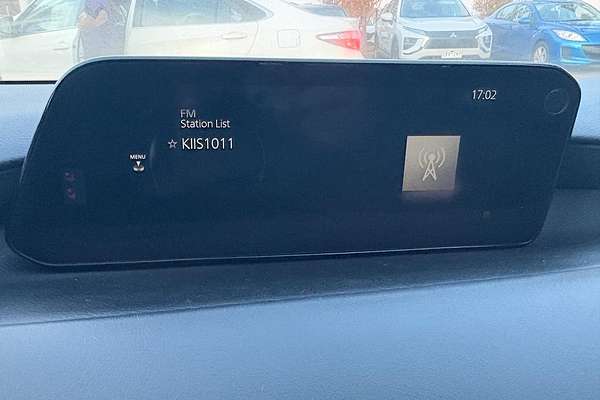 17:02
FM
Station List
☆ KIIS1011
MENU